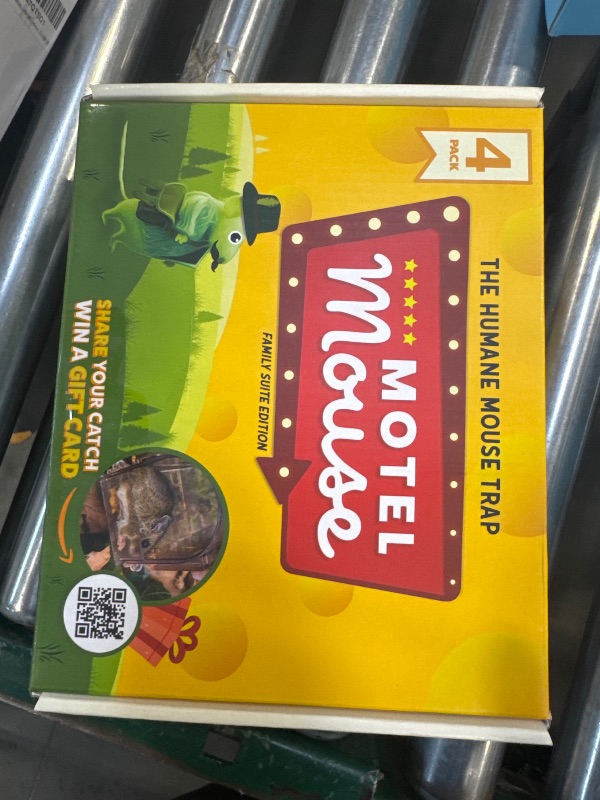 4
PACK
THE HUMANE MOUSE TRAP
MOTEL
Mouse
FAMILY SUITE EDITION
SHARE YOUR CATCH
WIN A GIFT-CARD